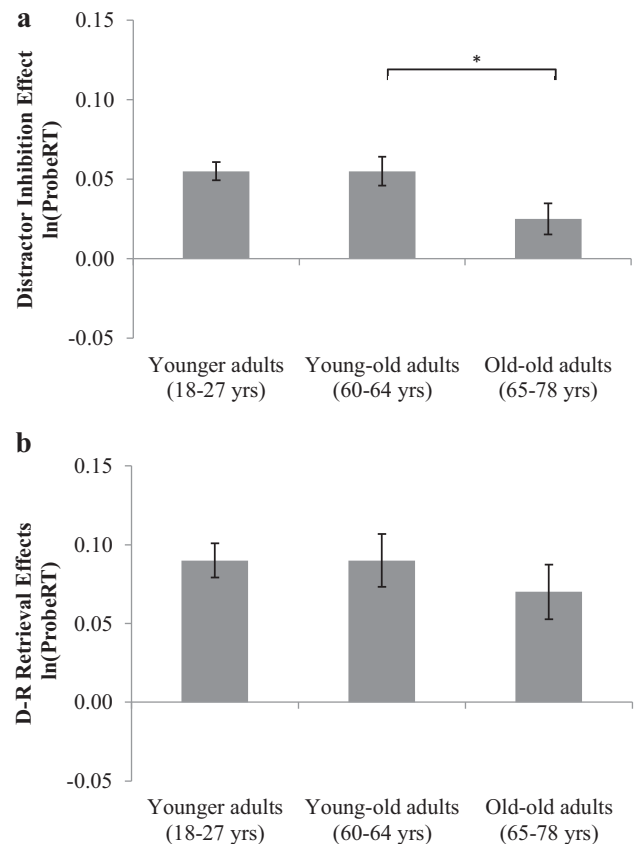 a
Distractor Inhibition Effect
ln(ProbeRT)
0.15
0.10
0.05
0.00
-0.05
*
Younger adults
(18-27 yrs)
Young-old adults
(60-64 yrs)
Old-old adults
(65-78 yrs)
b
D-R Retrieval Effects
ln(ProbeRT)
0.15
0.10
0.05
0.00
-0.05
Younger adults
(18-27 yrs)
Young-old adults
(60-64 yrs)
Old-old adults
(65-78 yrs)